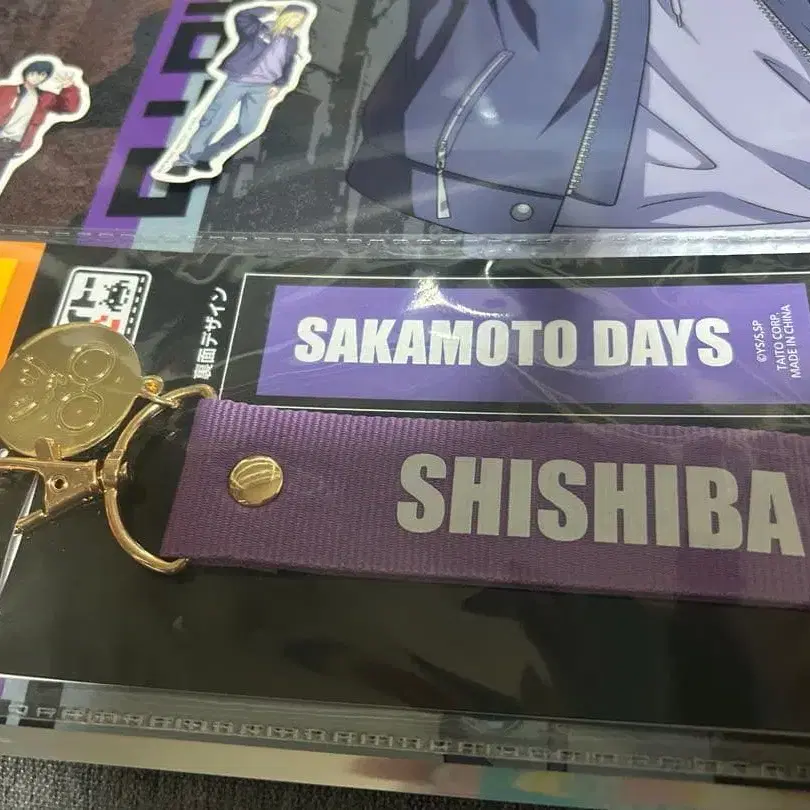 裏面デザイン
SAKAMOTO DAYS
©YS/S,SP
TAITO CORP.
MADE IN CHINA
SHISHIBA